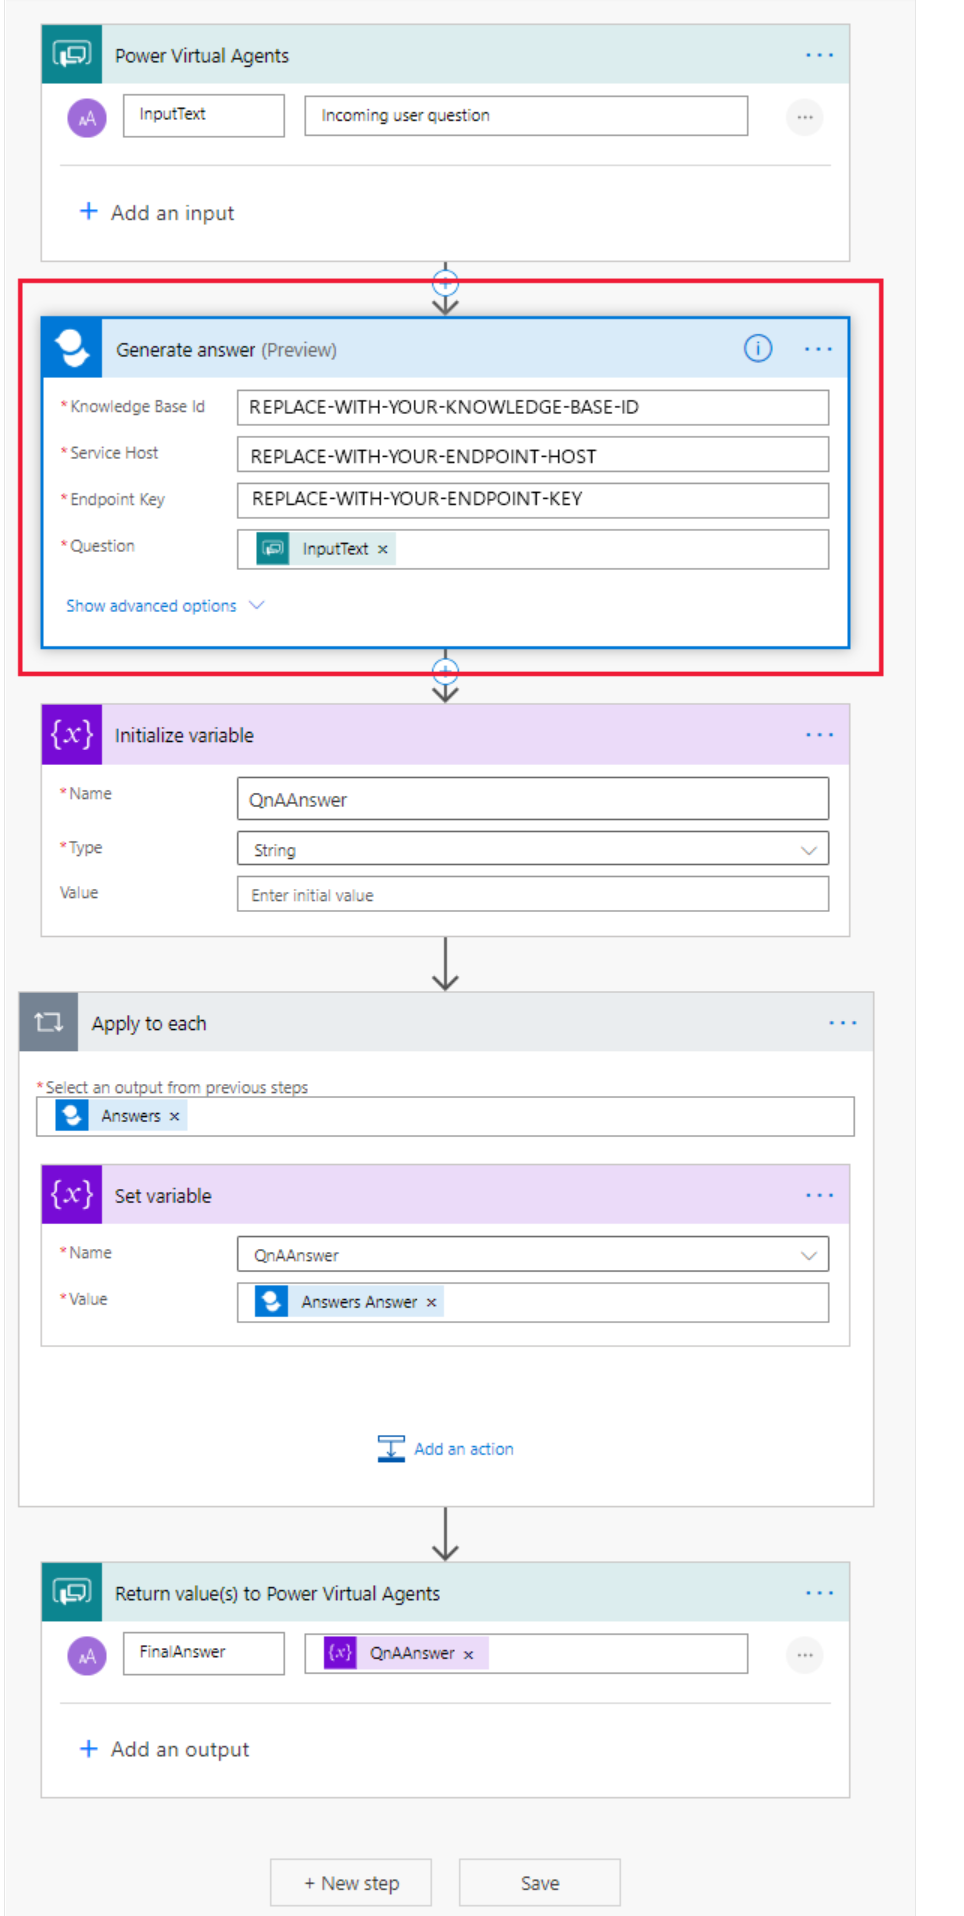 Power Virtual Agents
InputText
Incoming user question
Add an input
Generate answer (Preview)
* Knowledge Base Id
REPLACE-WITH-YOUR-KNOWLEDGE-BASE-ID
* Service Host
REPLACE-WITH-YOUR-ENDPOINT-HOST
* Endpoint Key
REPLACE-WITH-YOUR-ENDPOINT-KEY
* Question
InputText ×
Show advanced options
{x} Initialize variable
* Name
QnAAnswer
* Type
String
Value
Enter initial value
Apply to each
* Select an output from previous steps
Answers ×
{x} Set variable
* Name
QnAAnswer
* Value
Answers Answer ×
Add an action
Return value(s) to Power Virtual Agents
FinalAnswer
{x} QnAAnswer ×
Add an output
+ New step
Save